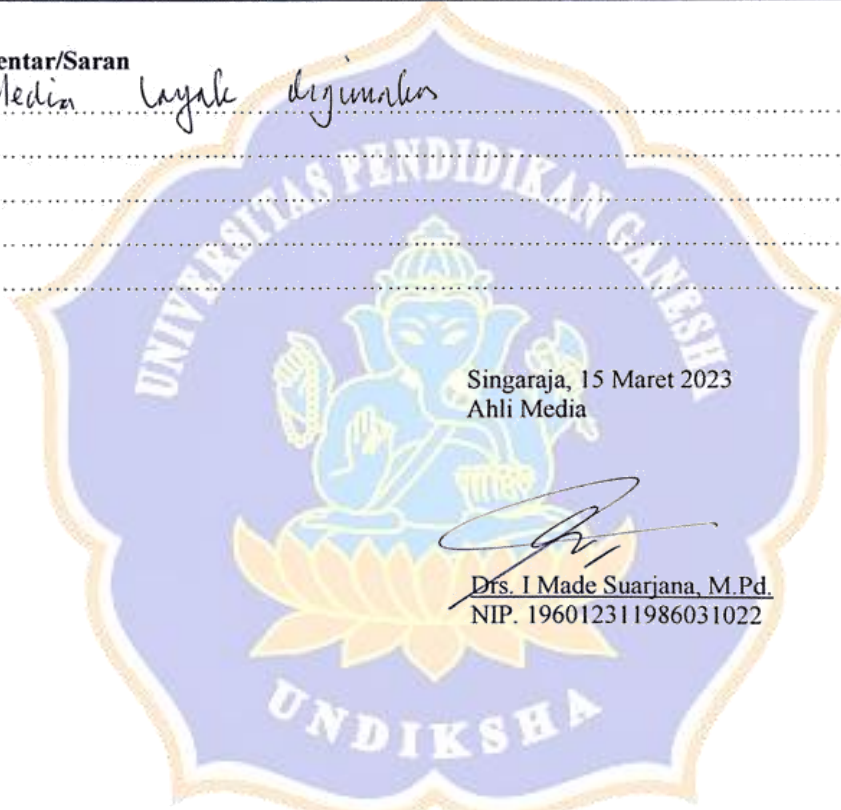 entar/Saran
Media layak digunakan
UNIVERSITAS PENDIDIKAN GANESHA
Singaraja, 15 Maret 2023
Ahli Media
Drs. I Made Suarjana, M.Pd.
NIP. 196012311986031022
UNDIKSHA